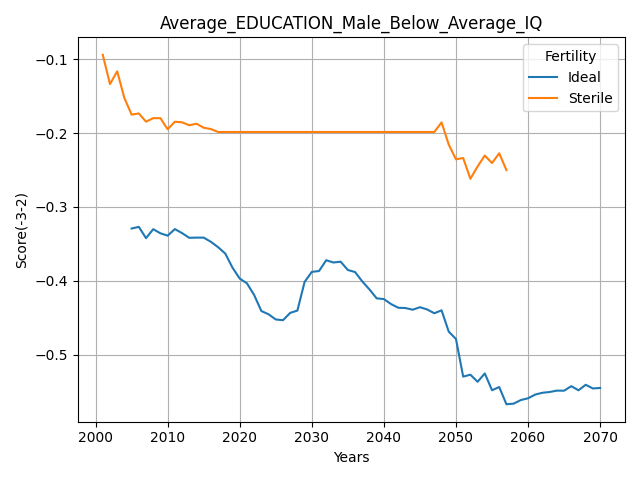 Average_EDUCATION_Male_Below_Average_IQ
Fertility
Ideal
Sterile
−0.1
−0.2
−0.3
−0.4
−0.5
Score(-3-2)
2000 2010 2020 2030 2040 2050 2060 2070
Years